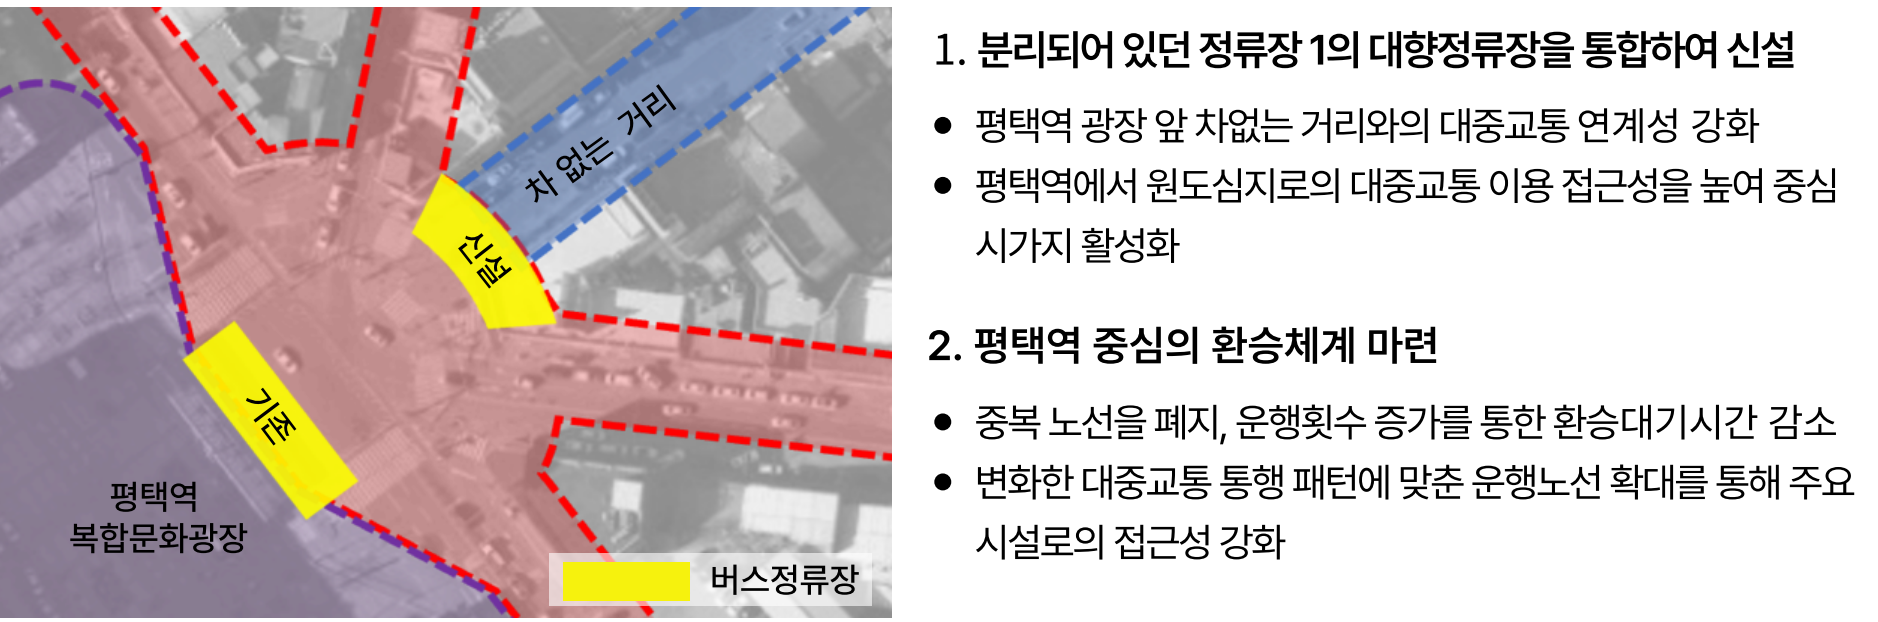 차 없는 거리
신설
기존
평택역
복합문화광장
버스정류장
1. 분리되어 있던 정류장 1의 대향정류장을 통합하여 신설
● 평택역 광장 앞 차없는 거리와의 대중교통 연계성 강화
● 평택역에서 원도심지로의 대중교통 이용 접근성을 높여 중심
시가지 활성화
2. 평택역 중심의 환승체계 마련
● 중복 노선을 폐지, 운행횟수 증가를 통한 환승대기시간 감소
● 변화한 대중교통 통행 패턴에 맞춘 운행노선 확대를 통해 주요
시설로의 접근성 강화